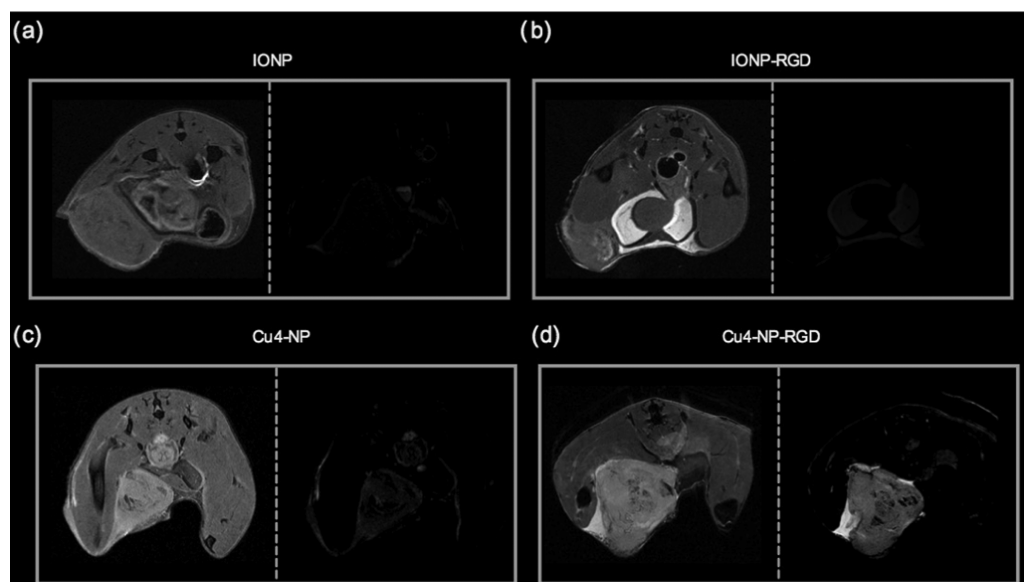 (a)
IONP
(b)
IONP-RGD
(c)
Cu4-NP
(d)
Cu4-NP-RGD